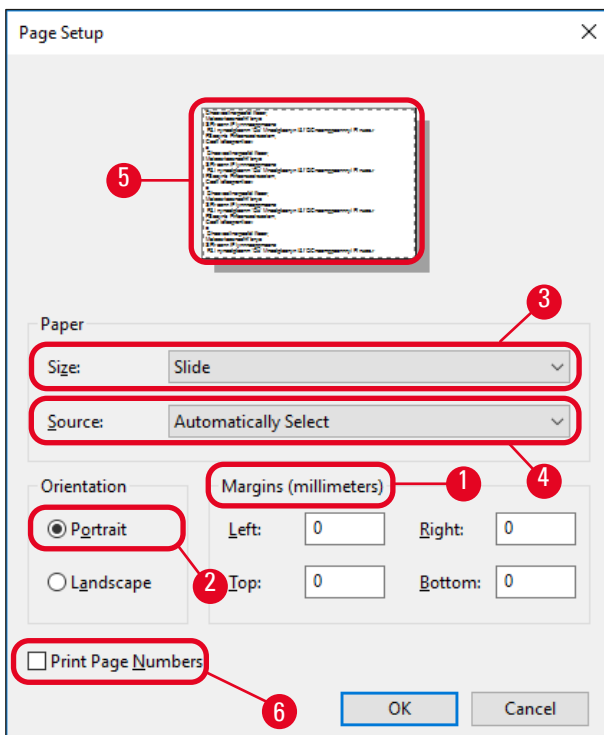 Page Setup
5
3
Paper
Size: Slide
Source: Automatically Select
4
Orientation
Margins (millimeters)
1
Portrait
Left: 0 Right: 0
2
Landscape
Top: 0 Bottom: 0
Print Page Numbers
6
OK Cancel